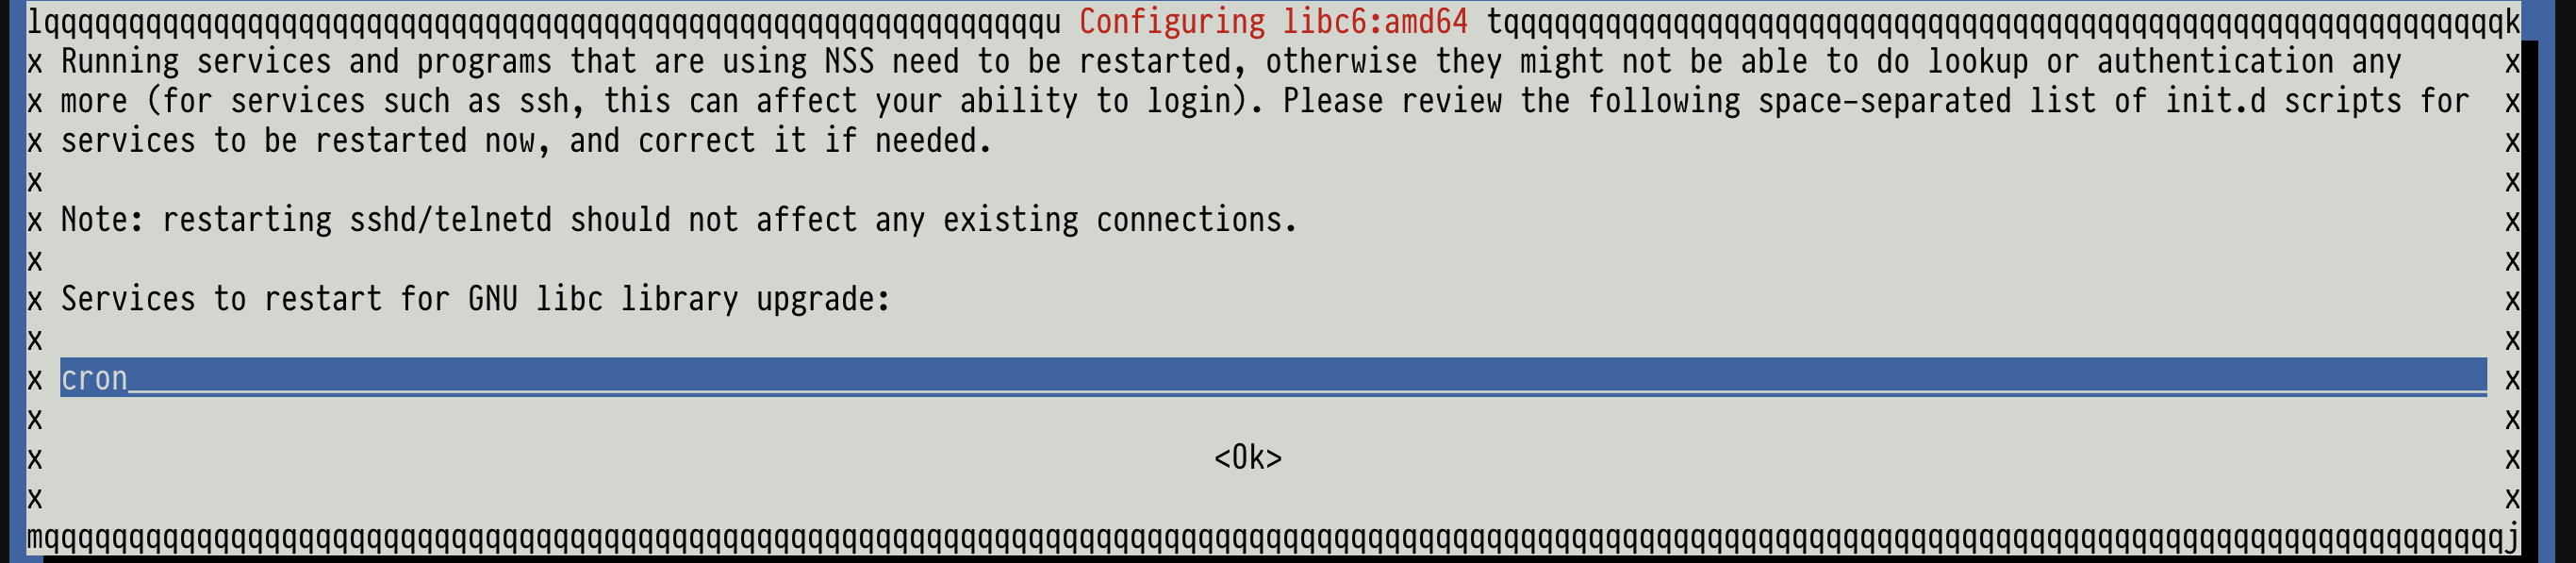 lqqqqqqqqqqqqqqqqqqqqqqqqqqqqqqqqqqqqqqqqqqqqqqqqqqqqqqqqqqqqu Configuring libc6:amd64 tqqqqqqqqqqqqqqqqqqqqqqqqqqqqqqqqqqqqqqqqqqqqqqqqqqqqqqqqqqqk
x Running services and programs that are using NSS need to be restarted, otherwise they might not be able to do lookup or authentication any x
x more (for services such as ssh, this can affect your ability to login). Please review the following space-separated list of init.d scripts for x
x services to be restarted now, and correct it if needed. x
x x
x Note: restarting sshd/telnetd should not affect any existing connections. x
x x
x Services to restart for GNU libc library upgrade: x
x x
x cron___________________________________________________________________________________________________________________________________________ x
x x
x <Ok> x
x x
mqqqqqqqqqqqqqqqqqqqqqqqqqqqqqqqqqqqqqqqqqqqqqqqqqqqqqqqqqqqqqqqqqqqqqqqqqqqqqqqqqqqqqqqqqqqqqqqqqqqqqqqqqqqqqqqqqqqqqqqqqqqqqqqqqqqqqqqqqqqqqj